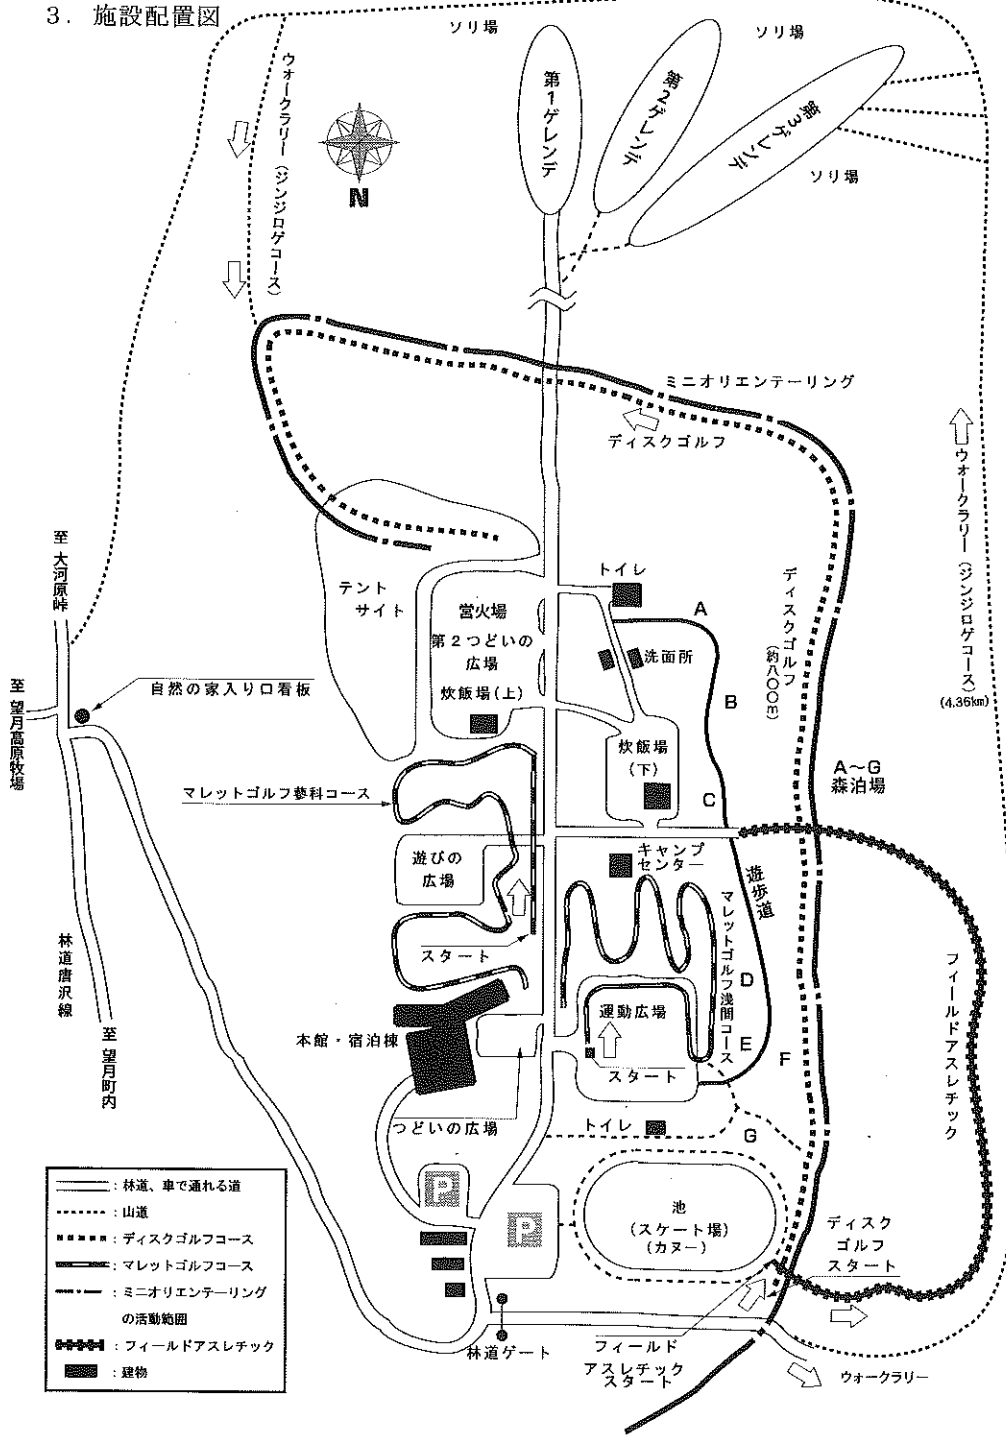 3. 施設配置図
ソリ場
ソリ場
ソリ場
第1ゲレンデ
第2ゲレンデ
第3ゲレンデ
ウォークラリー(ジンジロゲコース)
N
ミニオリエンテーリング
ディスクゴルフ
ウォークラリー(ジンジロゲコース)
(4.36km)
ディスクゴルフ
(約八〇〇m)
至 大河原峠
至 望月高原牧場
自然の家入り口看板
テント
サイト
営火場
第2つどいの
広場
炊飯場(上)
トイレ
洗面所
A
B
炊飯場
(下)
C
A〜G
森泊場
マレットゴルフ蓼科コース
遊びの
広場
スタート
キャンプ
センター
遊歩道
マレットゴルフ浅間コース
D
E
F
G
運動広場
スタート
フィールドアスレチック
林道唐沢線
至 望月町内
本館・宿泊棟
つどいの広場
トイレ
P
P
池
(スケート場)
(カヌー)
ディスク
ゴルフ
スタート
林道ゲート
フィールド
アスレチック
スタート
ウォークラリー
:林道、車で通れる道
:山道
:ディスクゴルフコース
:マレットゴルフコース
:ミニオリエンテーリング
の活動範囲
:フィールドアスレチック
:建物